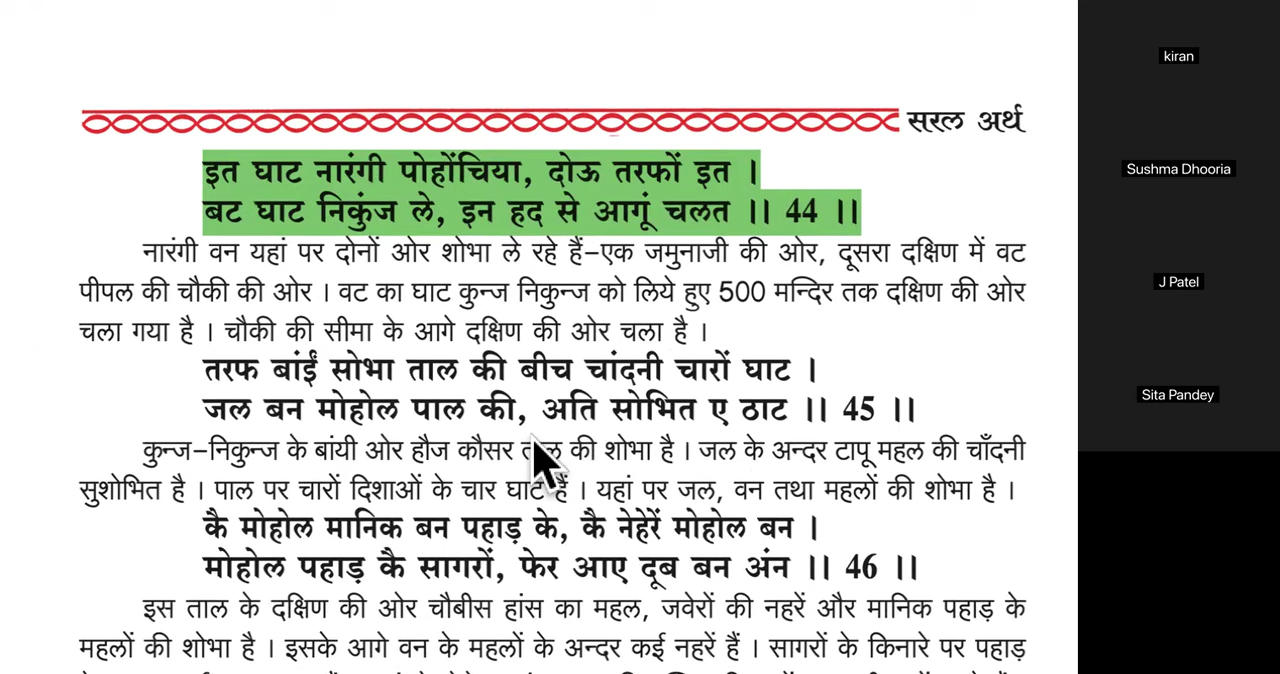 सरल अर्थ
इत घाट नारंगी पोहोंचिया, दोऊ तरफों इत ।
बट घाट निकुंज ले, इन हद से आगूं चलत ।। 44 ।।
नारंगी वन यहां पर दोनों ओर शोभा ले रहे हैं–एक जमुनाजी की ओर, दूसरा दक्षिण में वट
पीपल की चौकी की ओर । वट का घाट कुन्ज निकुन्ज को लिये हुए 500 मन्दिर तक दक्षिण की ओर
चला गया है । चौकी की सीमा के आगे दक्षिण की ओर चला है ।
तरफ बांईं सोभा ताल की बीच चांदनी चारों घाट ।
जल बन मोहोल पाल की, अति सोभित ए ठाट ।। 45 ।।
कुन्ज–निकुन्ज के बांयी ओर हौज कौसर ताल की शोभा है । जल के अन्दर टापू महल की चाँदनी
सुशोभित है । पाल पर चारों दिशाओं के चार घाट हैं । यहां पर जल, वन तथा महलों की शोभा है ।
कै मोहोल मानिक बन पहाड़ के, कै नेहेरें मोहोल बन ।
मोहोल पहाड़ कै सागरों, फेर आए दूब बन अंन ।। 46 ।।
इस ताल के दक्षिण की ओर चौबीस हांस का महल, जवेरों की नहरें और मानिक पहाड़ के
महलों की शोभा है । इसके आगे वन के महलों के अन्दर कई नहरें हैं । सागरों के किनारे पर पहाड़
kiran
Sushma Dhooria
J Patel
Sita Pandey